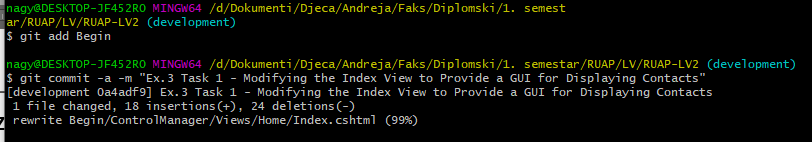 nagy@DESKTOP-JF452RO MINGW64 /d/Dokumenti/Djeca/Andreja/Faks/Diplomski/1. semest
ar/RUAP/LV/RUAP-LV2 (development)
$ git add Begin
nagy@DESKTOP-JF452RO MINGW64 /d/Dokumenti/Djeca/Andreja/Faks/Diplomski/1. semestar/RUAP/LV/RUAP-LV2 (development)
$ git commit -a -m "Ex.3 Task 1 - Modifying the Index View to Provide a GUI for Displaying Contacts"
[development 0a4adf9] Ex.3 Task 1 - Modifying the Index View to Provide a GUI for Displaying Contacts
 1 file changed, 18 insertions(+), 24 deletions(-)
 rewrite Begin/ControlManager/Views/Home/Index.cshtml (99%)